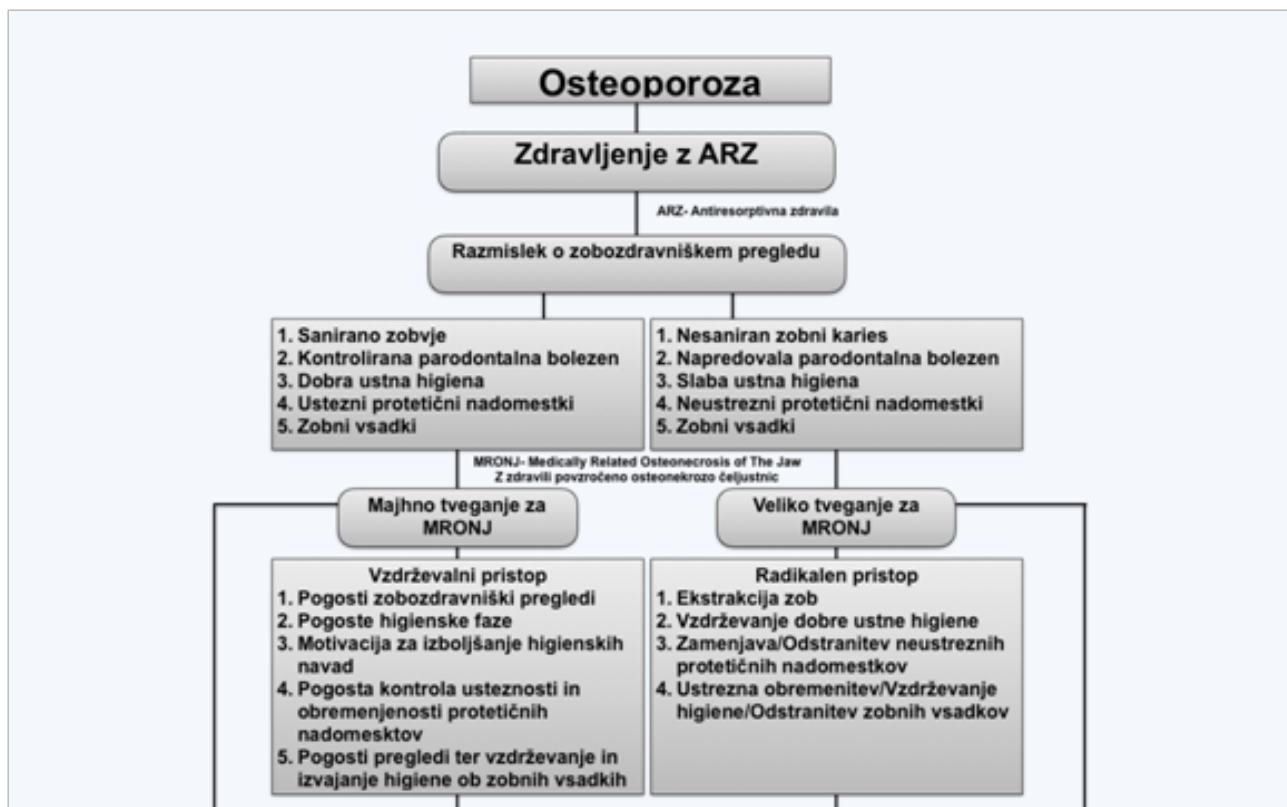 Osteoporoza
Zdravljenje z ARZ
ARZ- Antiresorptivna zdravila
Razmislek o zobozdravniškem pregledu
1. Sanirano zobvje
2. Kontrolirana parodontalna bolezen
3. Dobra ustna higiena
4. Ustezni protetični nadomestki
5. Zobni vsadki
1. Nesaniran zobni karies
2. Napredovala parodontalna bolezen
3. Slaba ustna higiena
4. Neustrezni protetični nadomestki
5. Zobni vsadki
MRONJ- Medically Related Osteonecrosis of The Jaw
Z zdravili povzročeno osteonekrozo čeljustnic
Majhno tveganje za
MRONJ
Veliko tveganje za
MRONJ
Vzdrževalni pristop
1. Pogosti zobozdravniški pregledi
2. Pogoste higienske faze
3. Motivacija za izboljšanje higienskih
navad
4. Pogosta kontrola usteznosti in
obremenjenosti protetičnih
nadomesktov
5. Pogosti pregledi ter vzdrževanje in
izvajanje higiene ob zobnih vsadkih
Radikalen pristop
1. Ekstrakcija zob
2. Vzdrževanje dobre ustne higiene
3. Zamenjava/Odstranitev neustreznih
protetičnih nadomestkov
4. Ustrezna obremenitev/Vzdrževanje
higiene/Odstranitev zobnih vsadkov